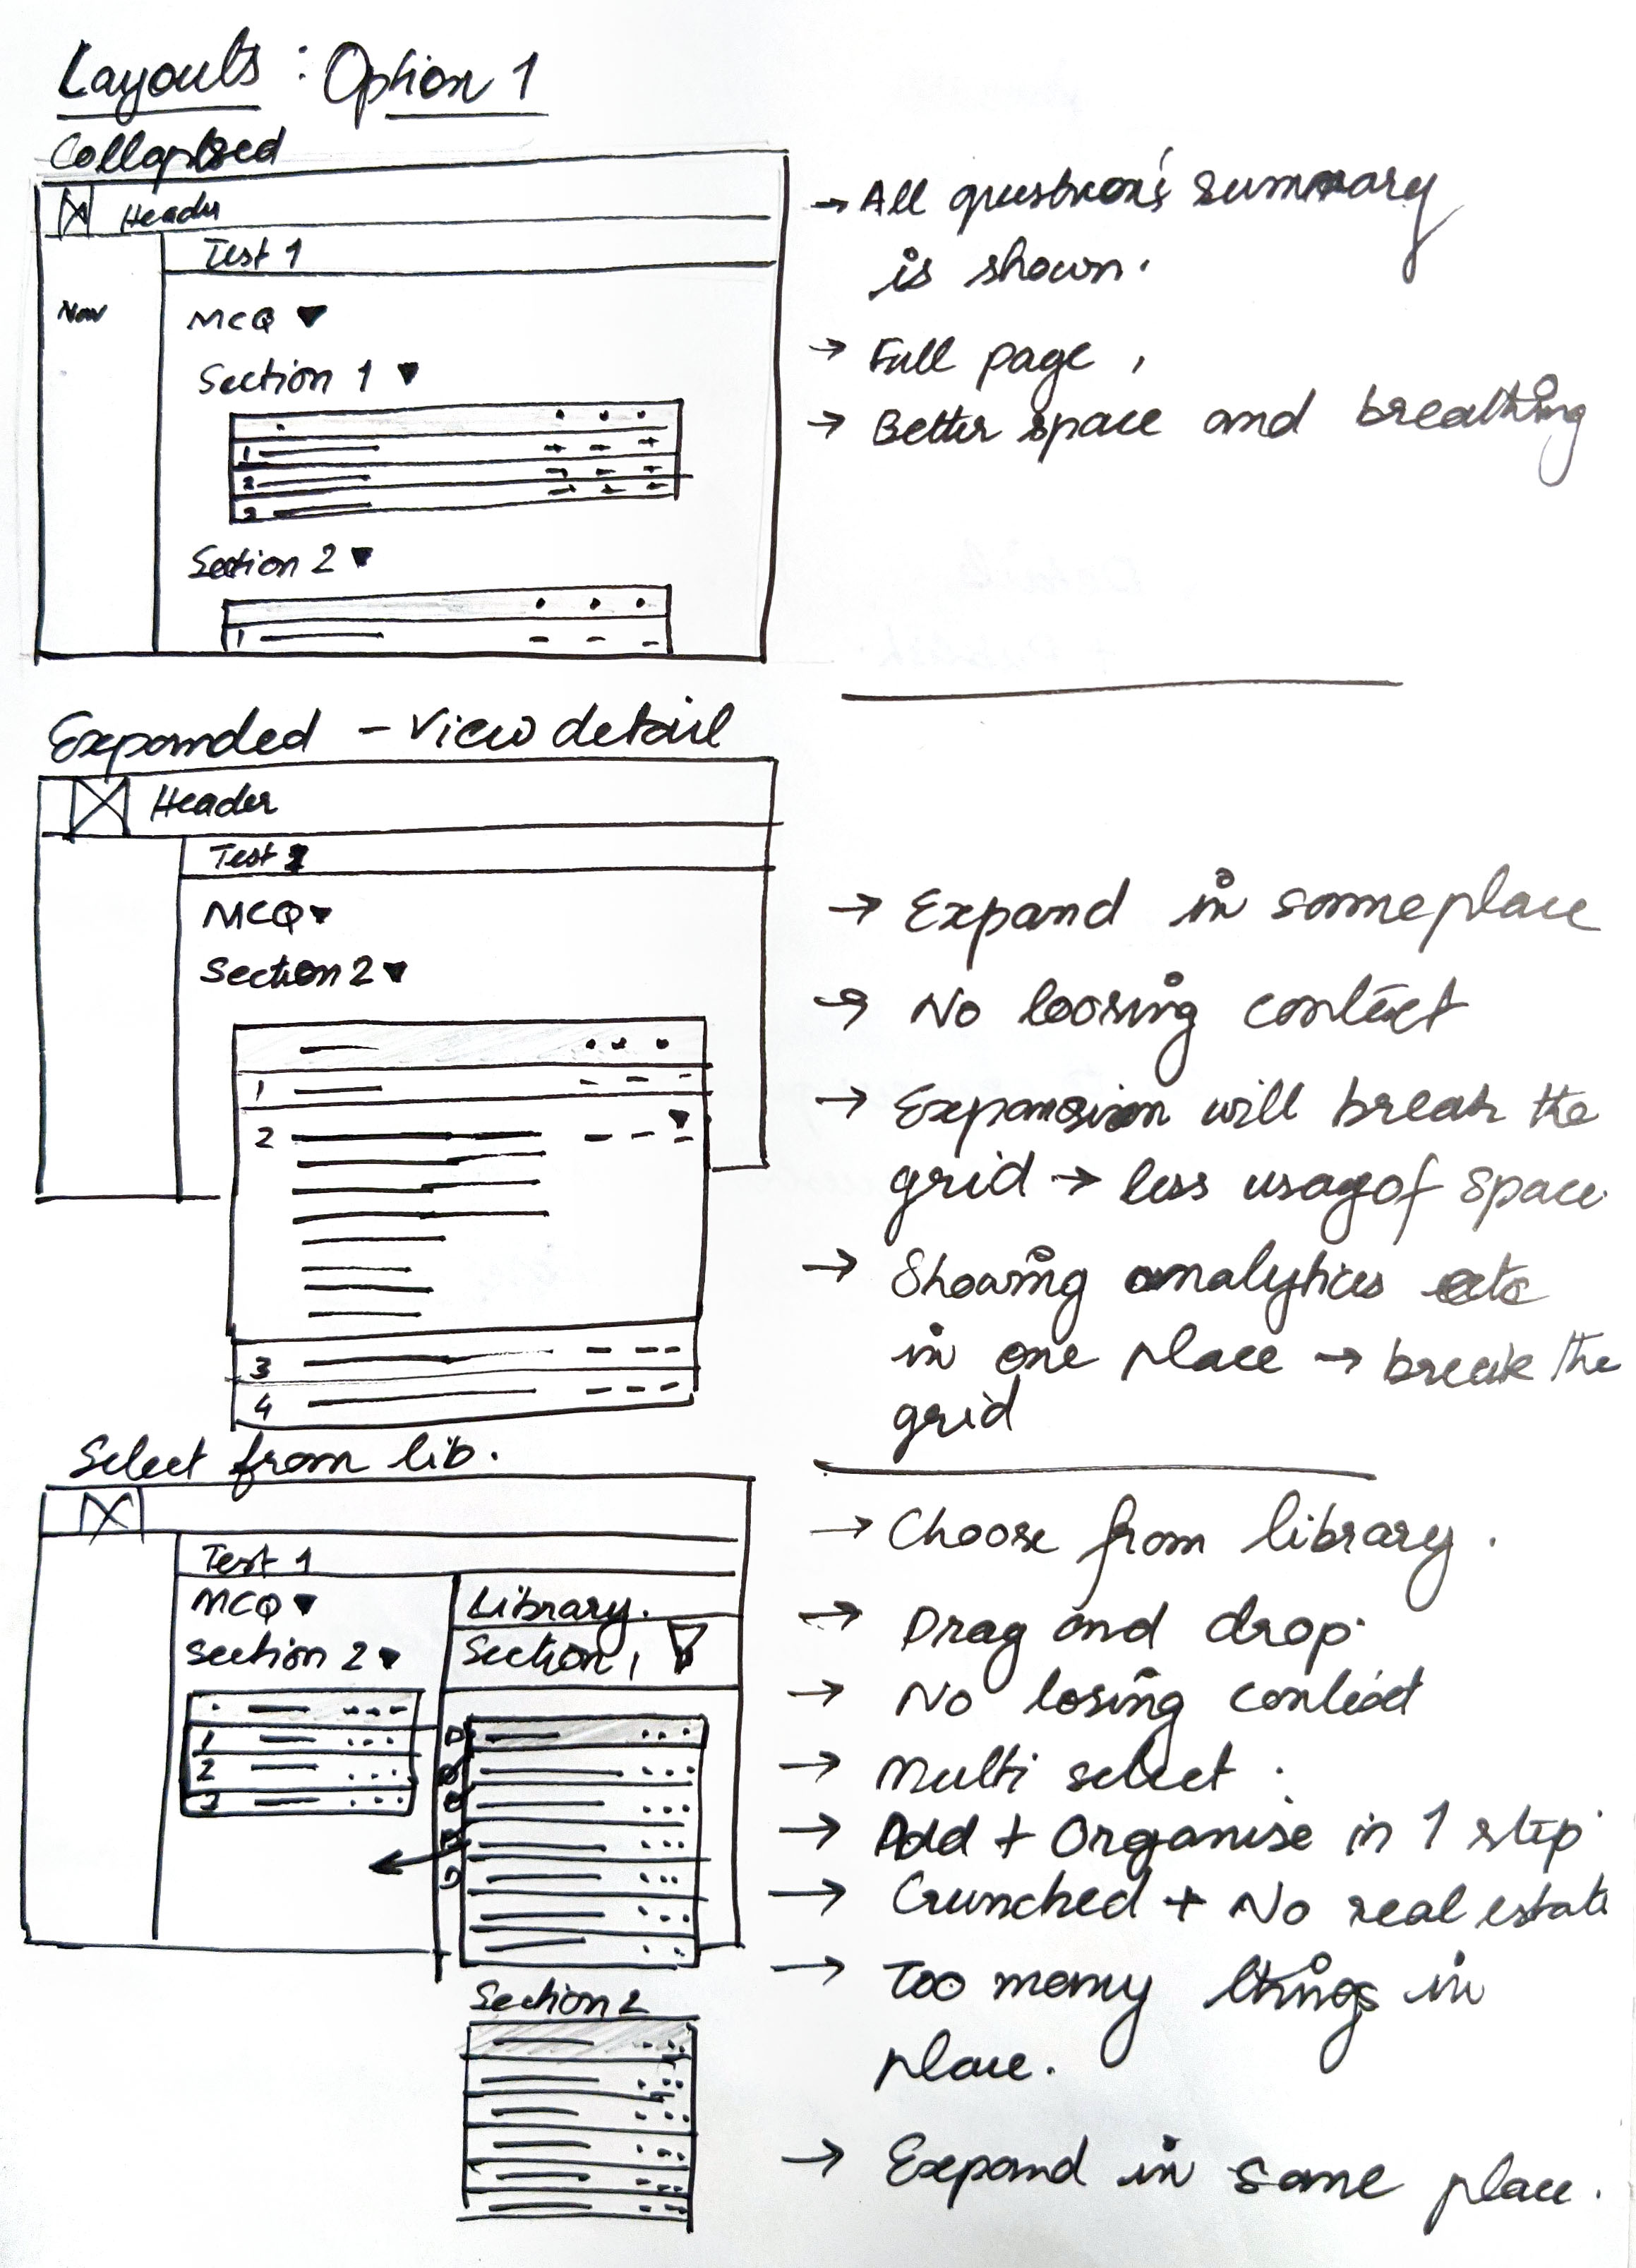 Layouts : Option 1
Collapsed
Header
Test 1
Nav
MCQ ▼
Section 1 ▼
1
2
3
Section 2 ▼
1
→ All question's summary
is shown.
→ Full page,
→ Better space and breathing
Expanded - View detail
Header
Test 1
MCQ ▼
Section 2 ▼
1
2
3
4
→ Expand in same place
→ No loosing context
→ Expansion will break the
grid → less usag of space.
→ Showing analytics etc
in one place → break the
grid
Select from lib.
Test 1
MCQ ▼
Section 2 ▼
1
2
3
Library.
Section 1
Section 2
→ Choose from library.
→ Drag and drop.
→ No losing context
→ Multi select.
→ Add + Organise in 1 step
→ Crunched + No real estate
→ Too many things in
place.
→ Expand in same place.